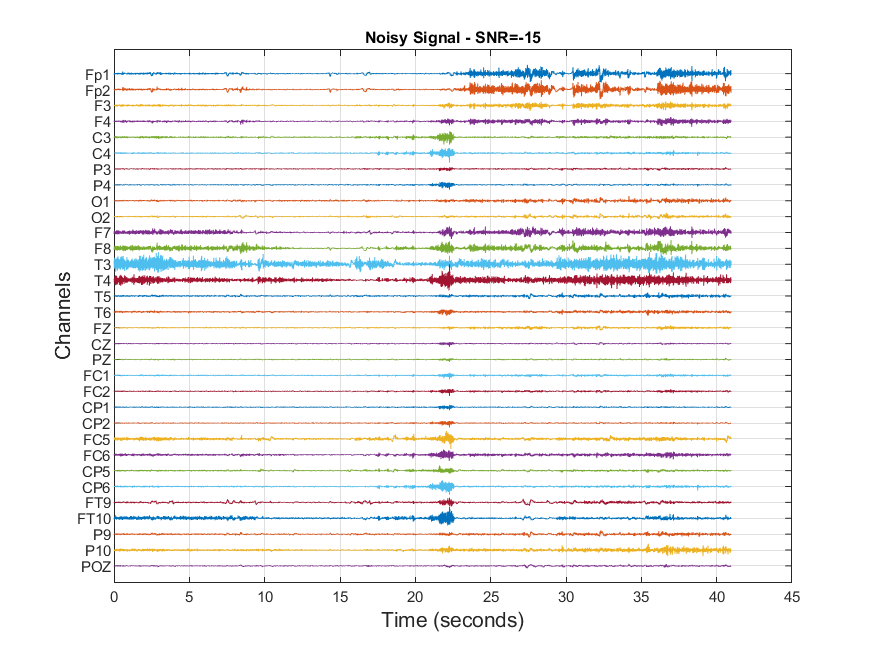 Noisy Signal - SNR=-15
Fp1
Fp2
F3
F4
C3
C4
P3
P4
O1
O2
F7
F8
T3
T4
T5
T6
FZ
CZ
PZ
FC1
FC2
CP1
CP2
FC5
FC6
CP5
CP6
FT9
FT10
P9
P10
POZ
Channels
0 5 10 15 20 25 30 35 40 45
Time (seconds)